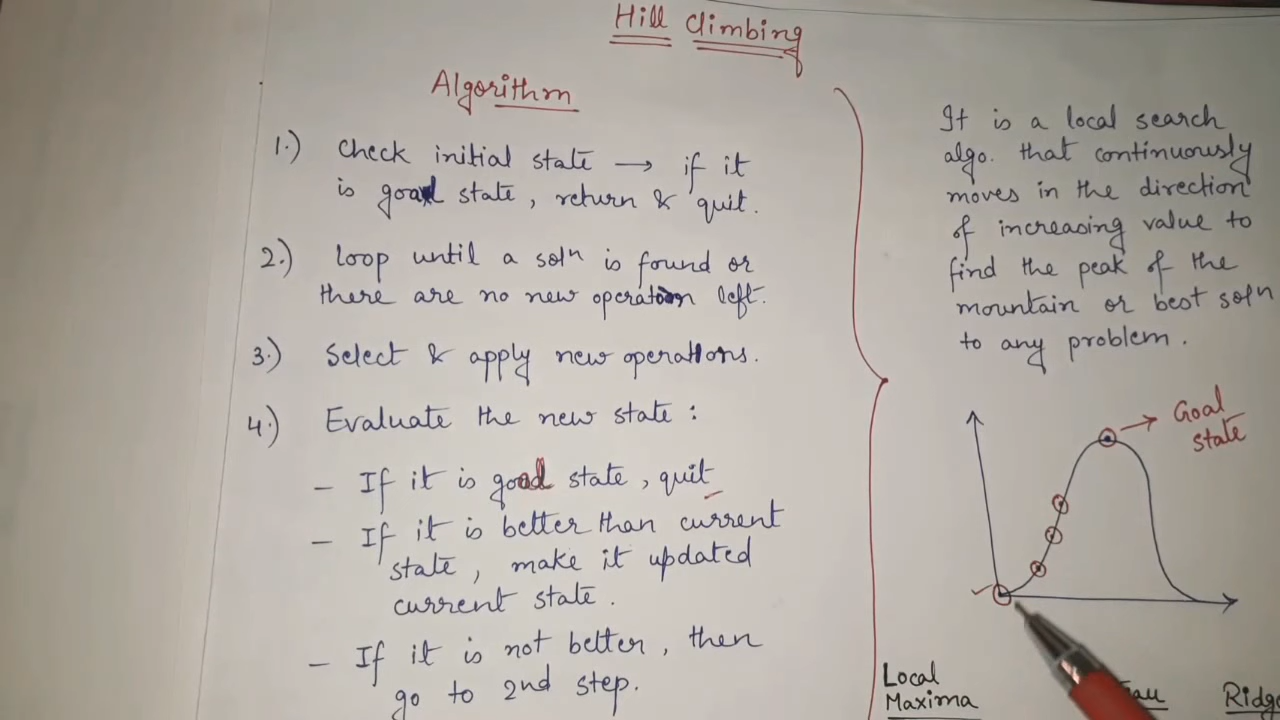 Hill Climbing
Algorithm
1.) Check initial state → if it
is goal state, return & quit.
2.) Loop until a solⁿ is found or
there are no new operation left.
3.) Select & apply new operations.
4.) Evaluate the new state :
- If it is goal state, quit
- If it is better than current
state, make it updated
current state.
- If it is not better, then
go to 2nd step.
It is a local search
algo. that continuously
moves in the direction
of increasing value to
find the peak of the
mountain or best solⁿ
to any problem.
→ Goal
state
Local
Maxima